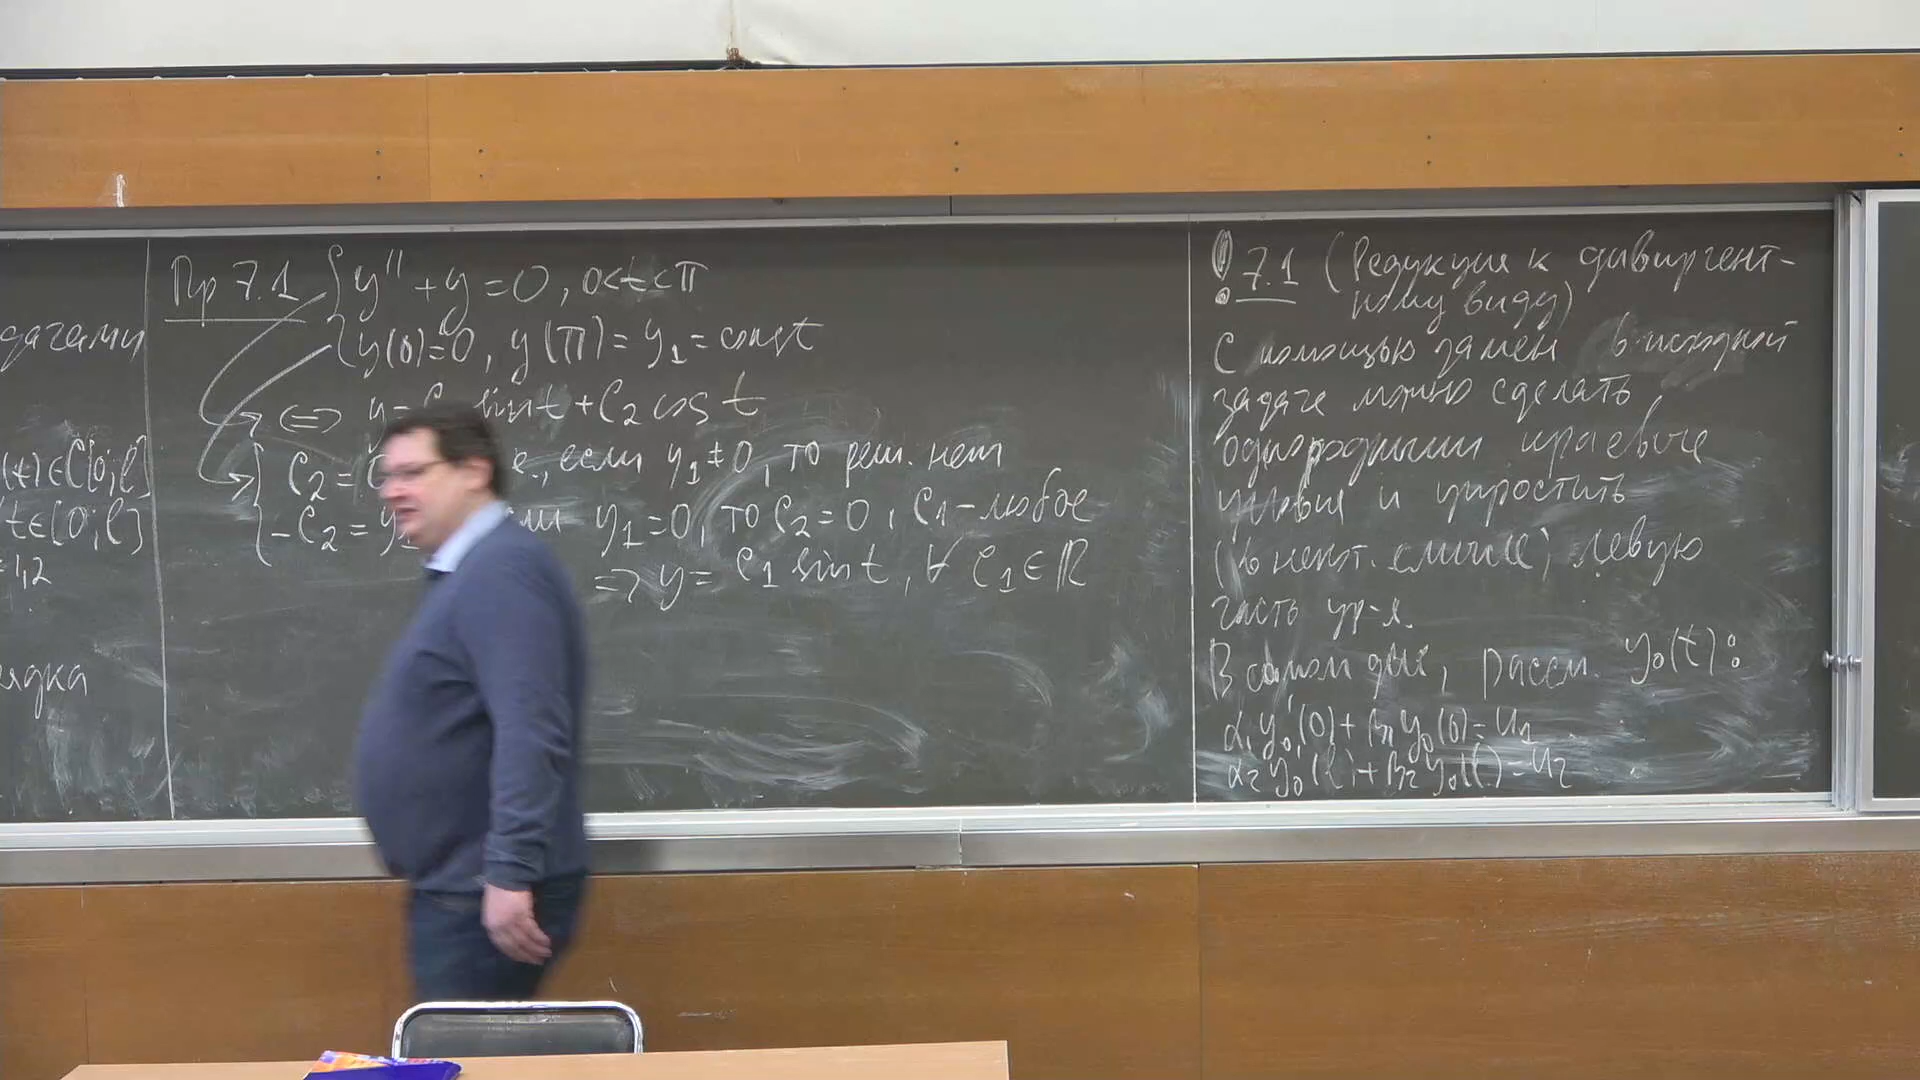 дачами
(t)∈C[0;l]
t∈[0;l]
=1,2
ядка
Пр 7.1 { y'' + y = 0, 0<t<π
y(0)=0, y(π) = y₁ = const
⇔ y = C sin t + C₂ cos t
{ C₂ = 0 е., если y₁ ≠ 0, то реш. нет
-C₂ = y₁ если y₁=0, то C₂ = 0, C₁ - любое
⇒ y = C₁ sin t, ∀ C₁ ∈ ℝ
! 7.1 (Редукция к дивиргент-
ному виду)
С помощью замен в исходной
задаче можно сделать
однородными краевые
условия и упростить
(в некот. смысле) левую
часть ур-я.
В самом деле, рассм. y₀(t):
α₁y₀'(0) + β₁y₀(0) = u₁
α₂y₀'(l) + β₂y₀(l) = u₂